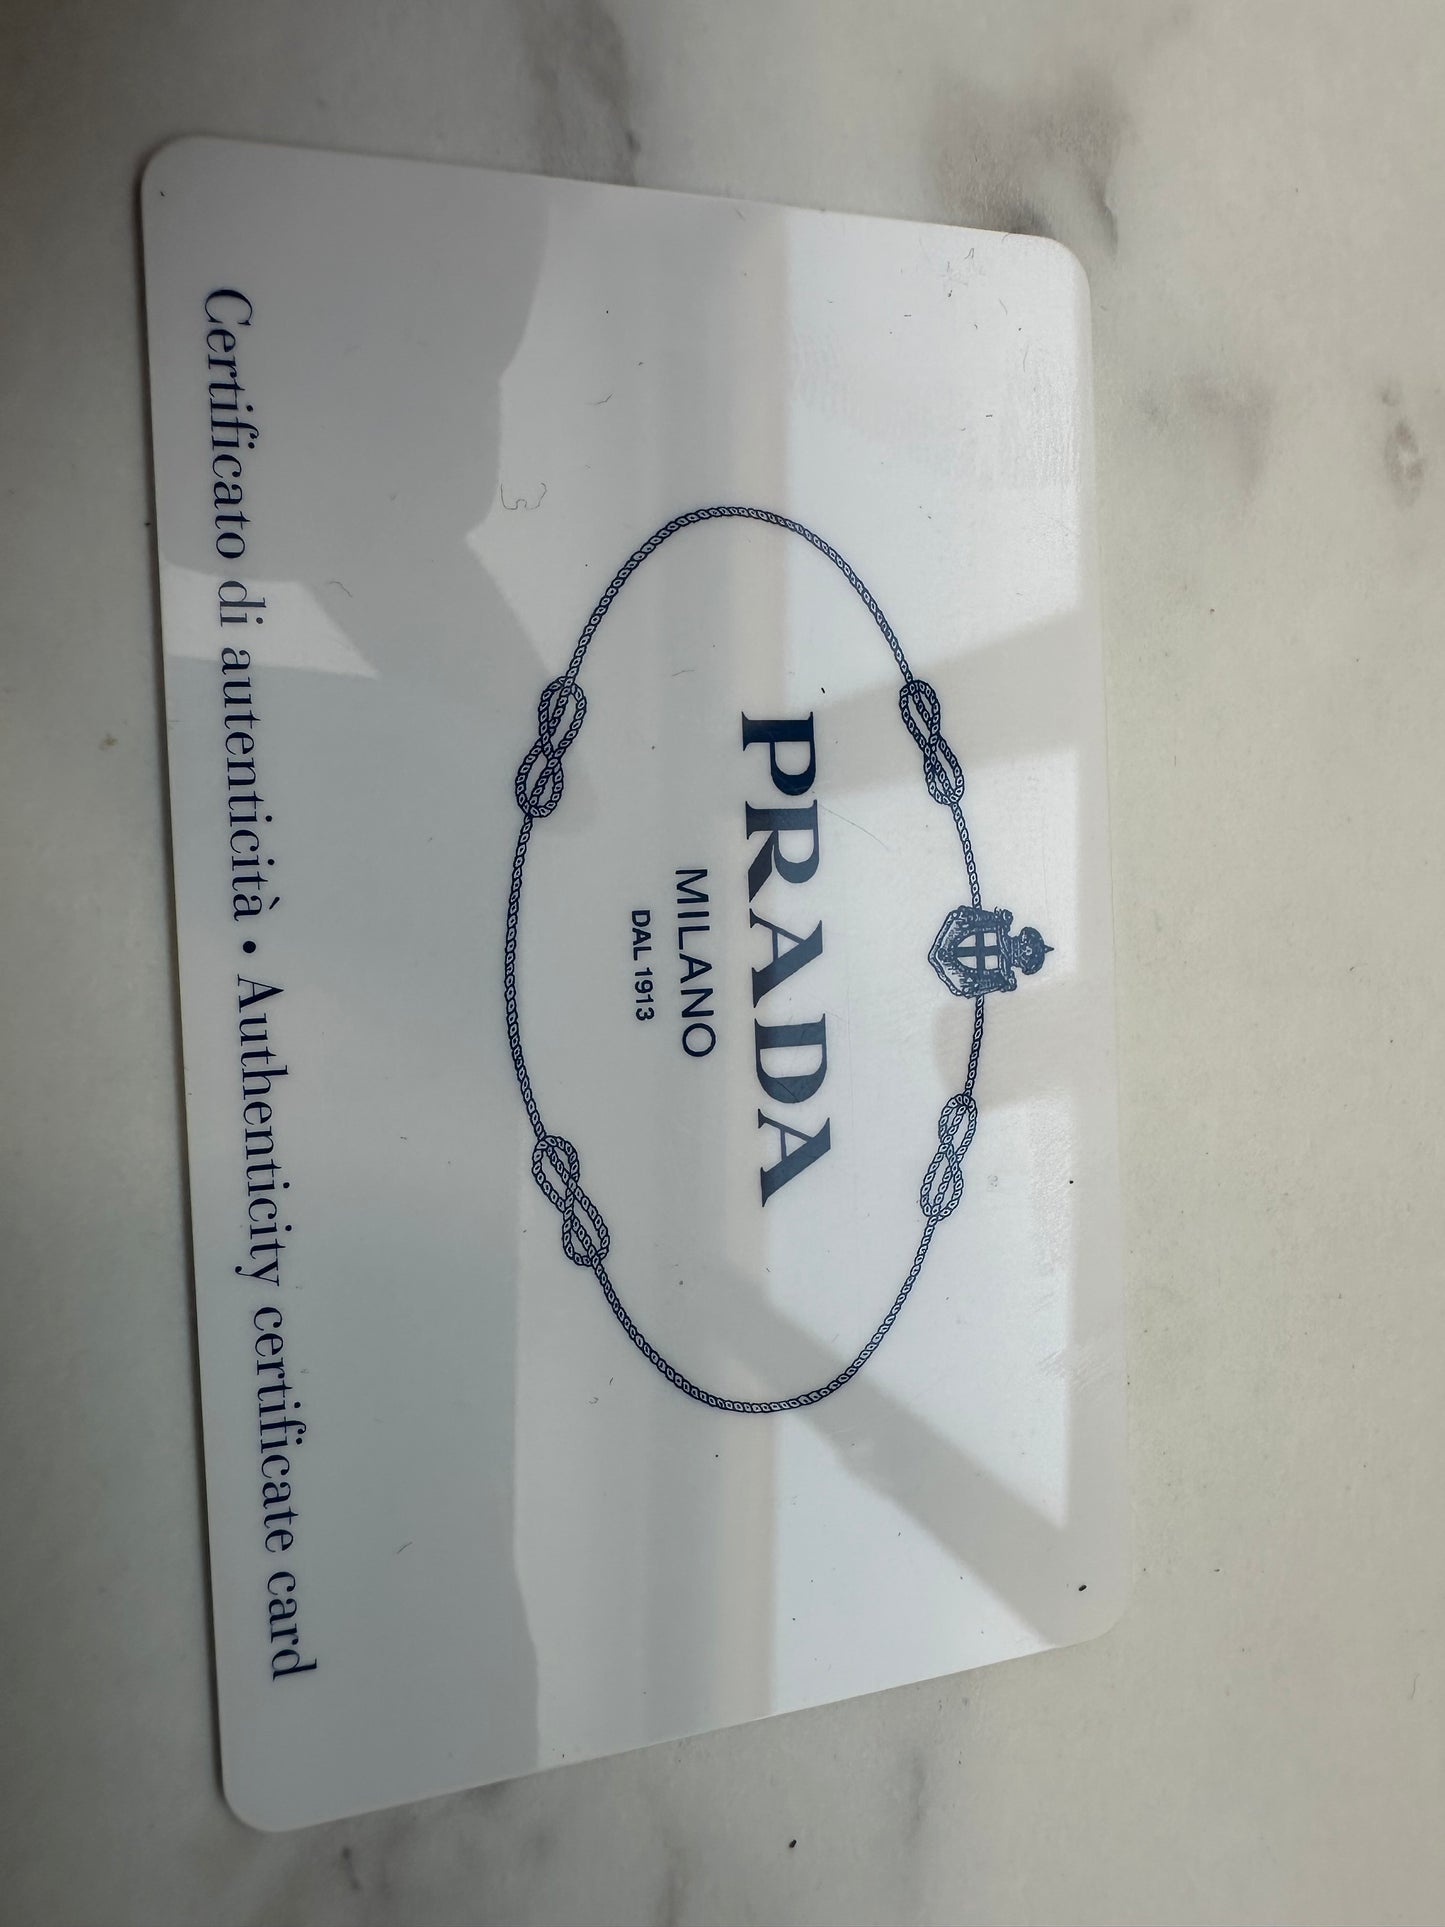 PRADA
MILANO
DAL 1913
Certificato di autenticità • Authenticity certificate card